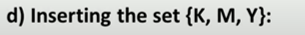 d) Inserting the set {K, M, Y}: